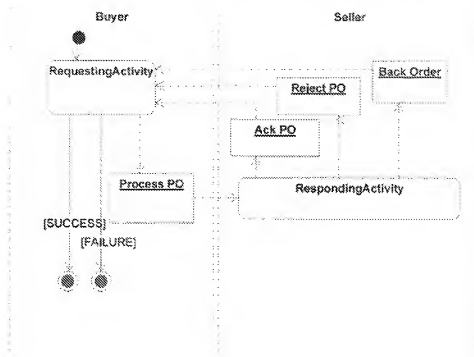 Buyer
Seller
RequestingActivity
Back Order
Reject PO
Ack PO
Process PO
RespondingActivity
[SUCCESS]
[FAILURE]